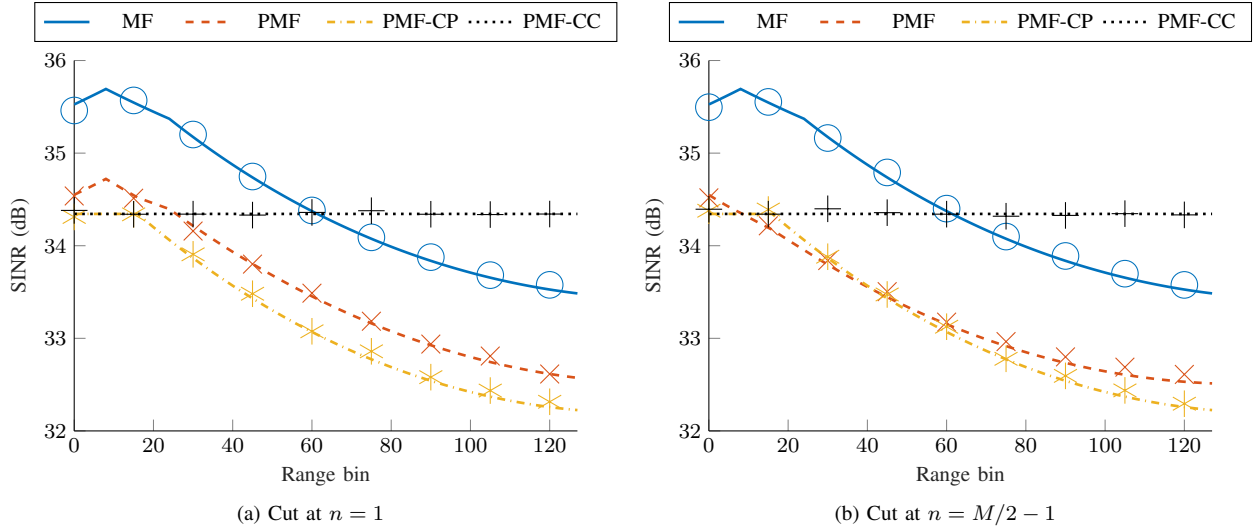 MF PMF PMF-CP PMF-CC
36
35
34
33
32
SINR (dB)
0 20 40 60 80 100 120
Range bin
(a) Cut at n = 1
MF PMF PMF-CP PMF-CC
36
35
34
33
32
SINR (dB)
0 20 40 60 80 100 120
Range bin
(b) Cut at n = M/2 − 1